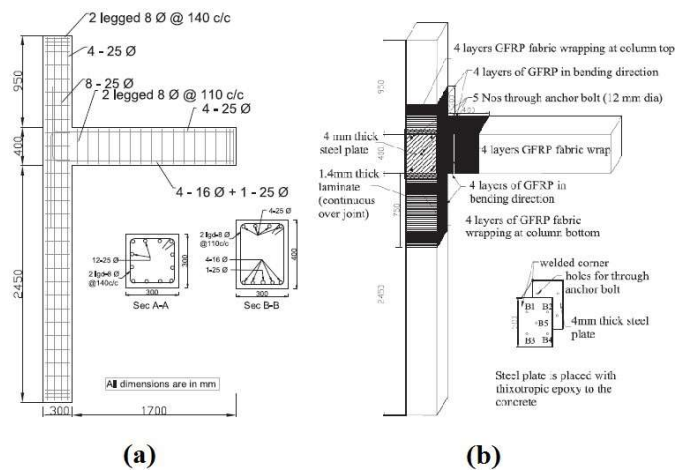 2 legged 8 Ø @ 140 c/c
4 - 25 Ø
8 - 25 Ø
2 legged 8 Ø @ 110 c/c
4 - 25 Ø
950
400
2450
4 - 16 Ø + 1 - 25 Ø
12-25 Ø
2 lgd-8 Ø
@140c/c
300
300
Sec A-A
2 lgd-8 Ø
@110c/c
4-25 Ø
4-16 Ø
1-25 Ø
400
300
Sec B-B
All dimensions are in mm
300
1700
(a)
950
4 layers GFRP fabric wrapping at column top
4 layers of GFRP in bending direction
5 Nos through anchor bolt (12 mm dia)
4 mm thick
steel plate
4 layers GFRP fabric wrap
1.4mm thick
laminate
(continuous
over joint)
4 layers of GFRP in
bending direction
4 layers of GFRP fabric
wrapping at column bottom
2450
welded corner
holes for through
anchor bolt
B1
B2
B5
B3
B4
4mm thick steel
plate
Steel plate is placed with
thixotropic epoxy to the
concrete
(b)